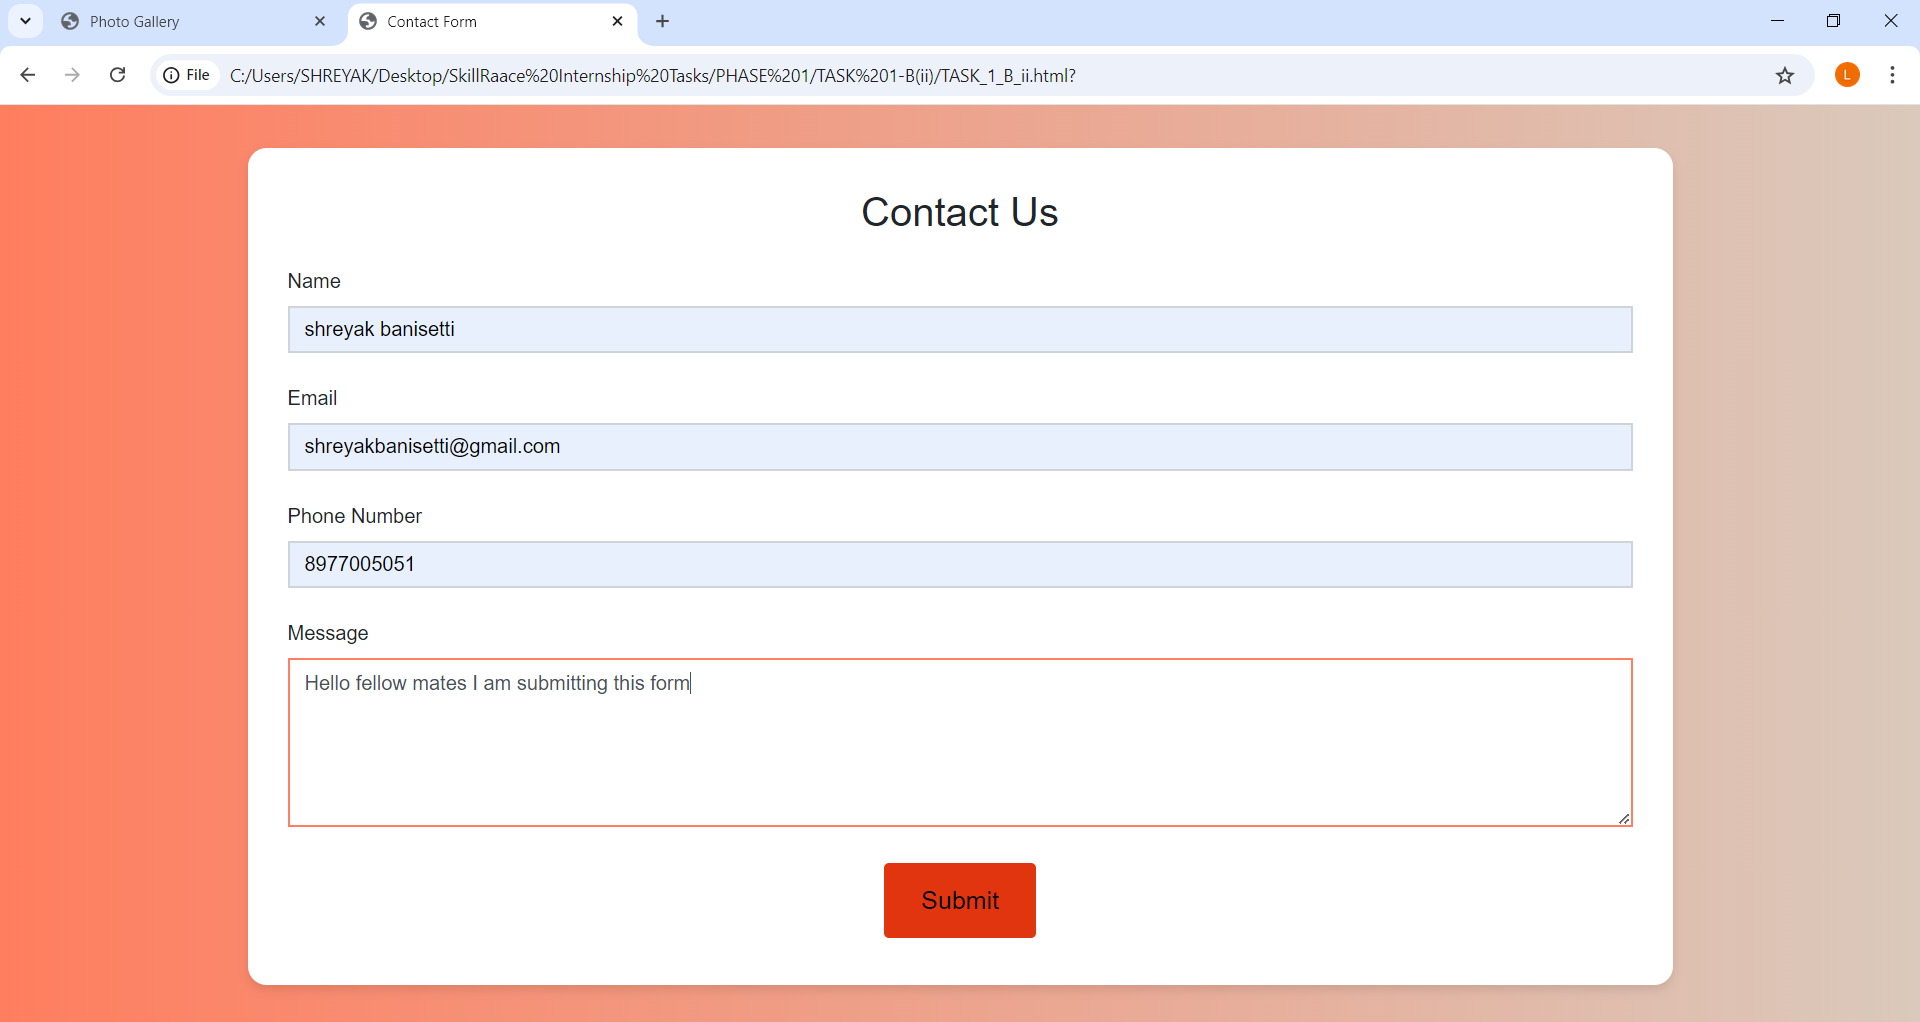 Photo Gallery
Contact Form
File
C:/Users/SHREYAK/Desktop/SkillRaace%20Internship%20Tasks/PHASE%201/TASK%201-B(ii)/TASK_1_B_ii.html?
L
Contact Us
Name
shreyak banisetti
Email
shreyakbanisetti@gmail.com
Phone Number
8977005051
Message
Hello fellow mates I am submitting this form
Submit